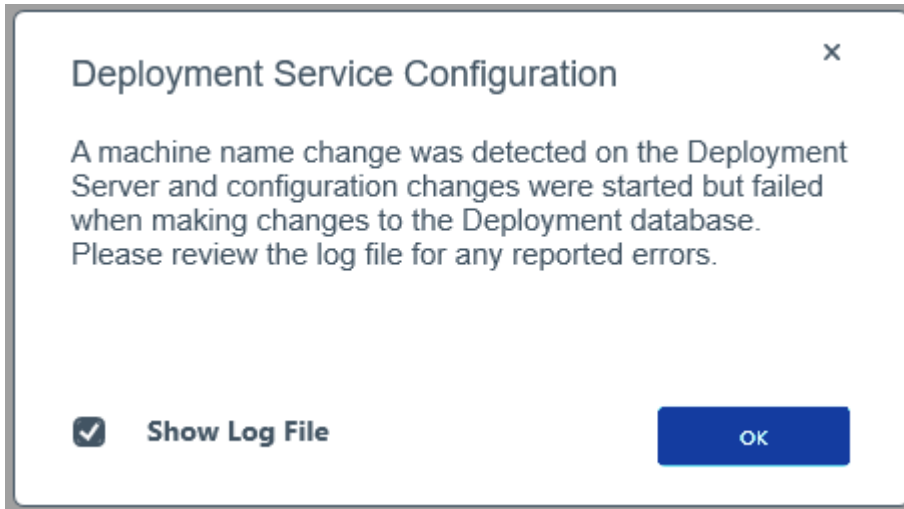 Deployment Service Configuration
A machine name change was detected on the Deployment
Server and configuration changes were started but failed
when making changes to the Deployment database.
Please review the log file for any reported errors.
Show Log File
OK